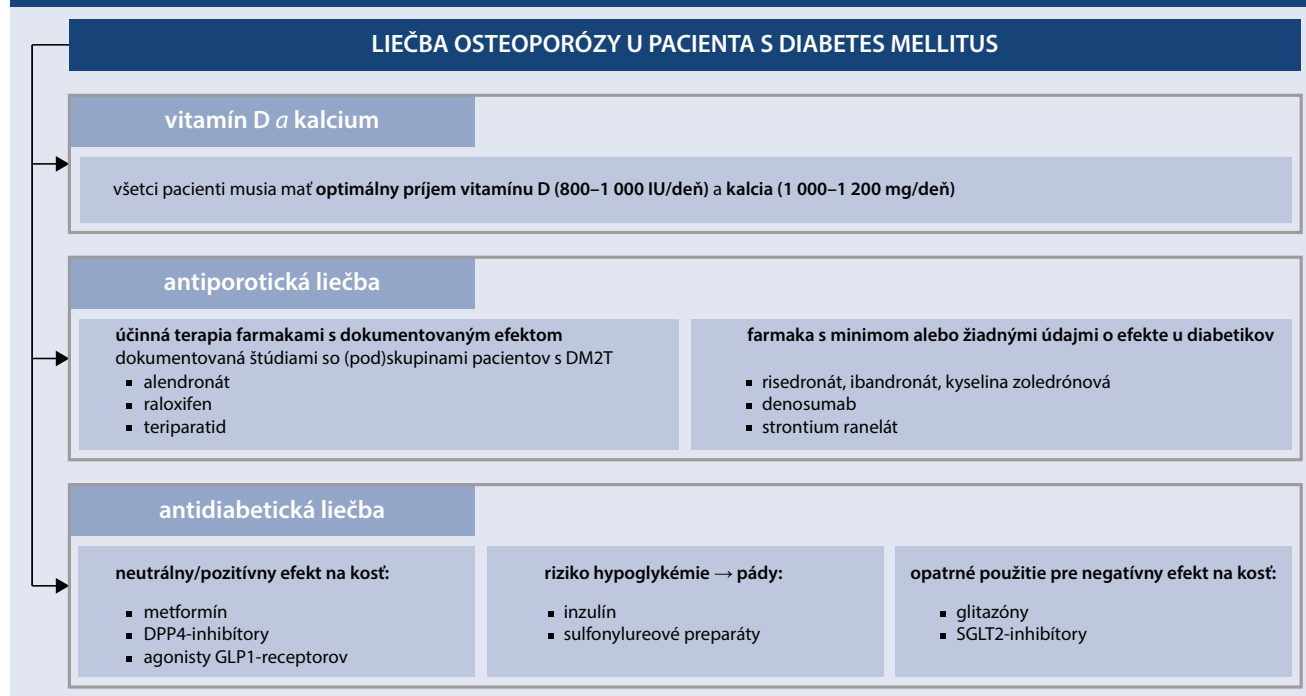 LIEČBA OSTEOPORÓZY U PACIENTA S DIABETES MELLITUS
vitamín D a kalcium
všetci pacienti musia mať optimálny príjem vitamínu D (800–1 000 IU/deň) a kalcia (1 000–1 200 mg/deň)
antiporotická liečba
účinná terapia farmakami s dokumentovaným efektom
dokumentovaná štúdiami so (pod)skupinami pacientov s DM2T
▪ alendronát
▪ raloxifen
▪ teriparatid
farmaka s minimom alebo žiadnými údajmi o efekte u diabetikov
▪ risedronát, ibandronát, kyselina zoledrónová
▪ denosumab
▪ strontium ranelát
antidiabetická liečba
neutrálny/pozitívny efekt na kosť:
▪ metformín
▪ DPP4-inhibítory
▪ agonisty GLP1-receptorov
riziko hypoglykémie → pády:
▪ inzulín
▪ sulfonylureové preparáty
opatrné použitie pre negatívny efekt na kosť:
▪ glitazóny
▪ SGLT2-inhibítory